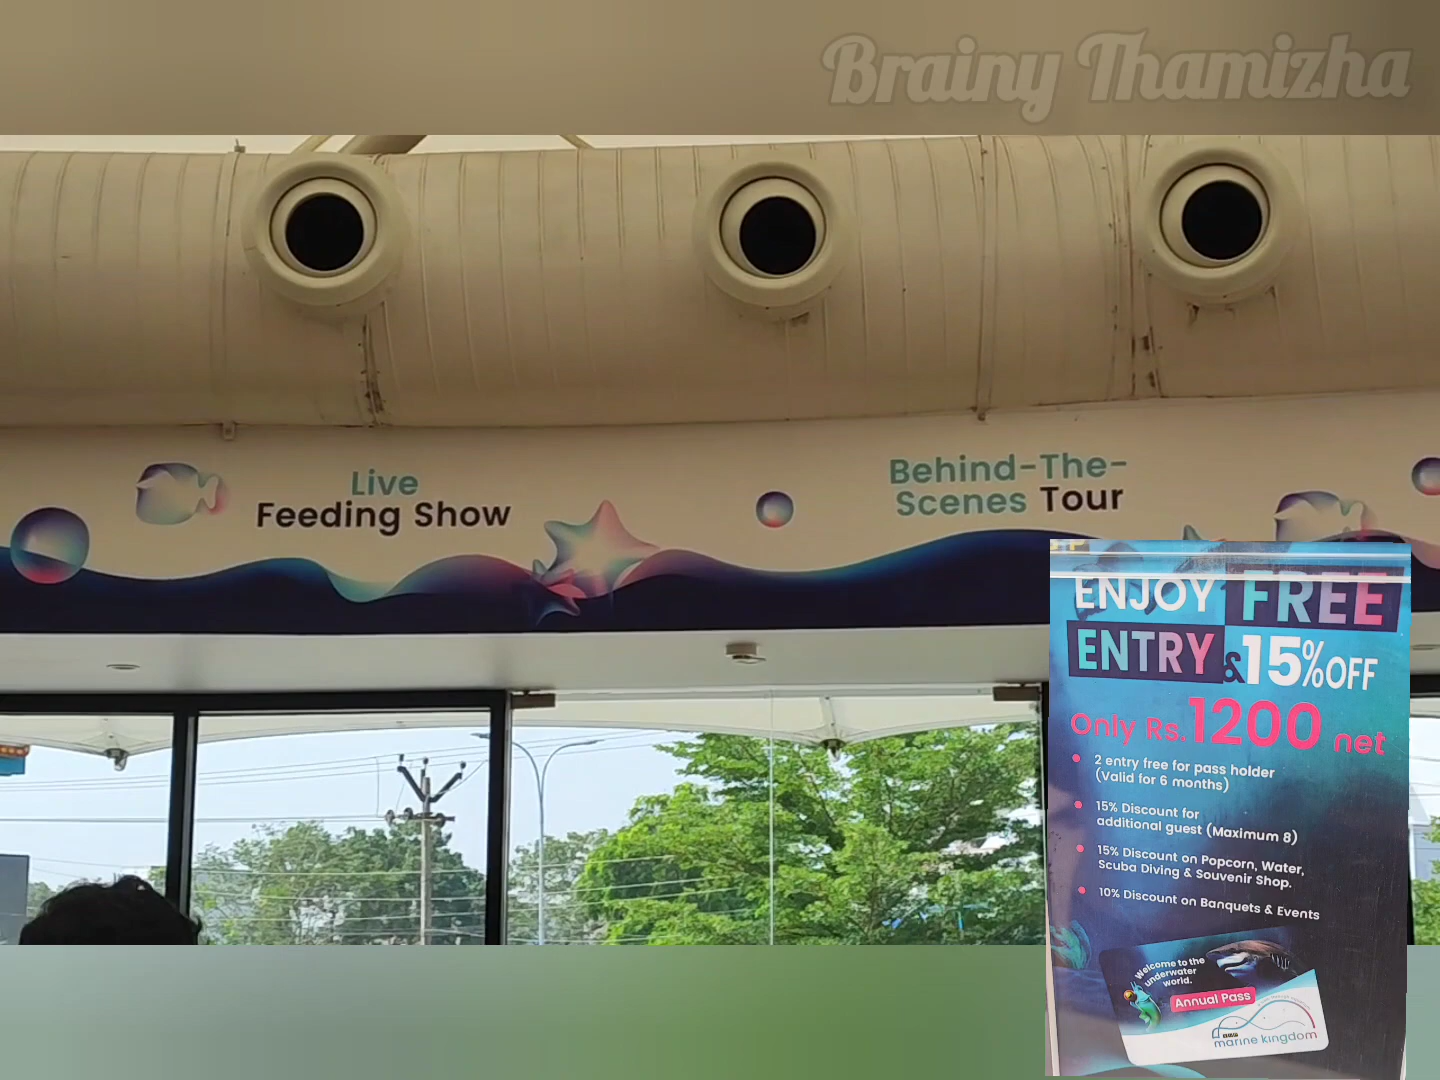 Brainy Thamizha
Live
Feeding Show
Behind-The-
Scenes Tour
ENJOY FREE
ENTRY & 15% OFF
Only Rs.1200 net
2 entry free for pass holder
(Valid for 6 months)
15% Discount for
additional guest (Maximum 8)
15% Discount on Popcorn, Water,
Scuba Diving & Souvenir Shop.
10% Discount on Banquets & Events
Welcome to the
underwater
world.
Annual Pass
marine kingdom